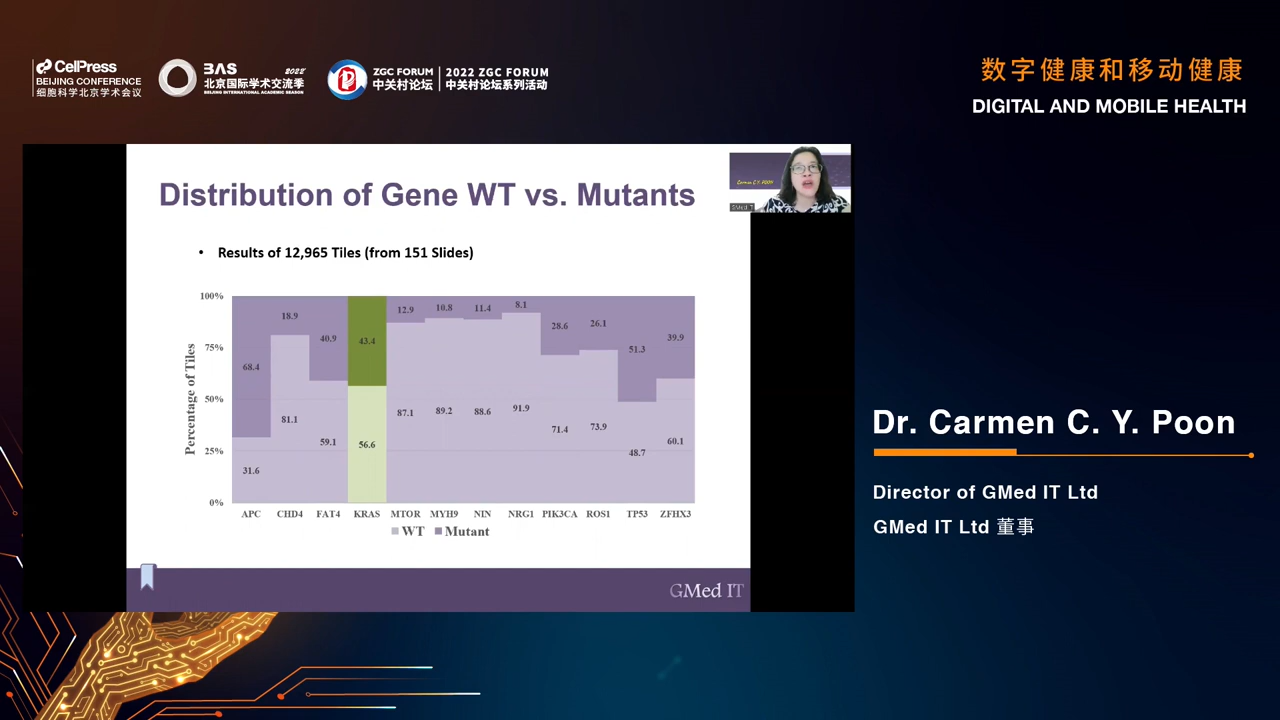 CelPress
BEIJING CONFERENCE
细胞科学北京学术会议
BAS 2022
北京国际学术交流季
BEIJING INTERNATIONAL ACADEMIC SEASON
ZGC FORUM
中关村论坛
2022 ZGC FORUM
中关村论坛系列活动
数字健康和移动健康
DIGITAL AND MOBILE HEALTH
Distribution of Gene WT vs. Mutants
Carmen C.Y. POON
GMed IT
• Results of 12,965 Tiles (from 151 Slides)
Percentage of Tiles
100%
75%
50%
25%
0%
68.4 18.9 40.9 43.4 12.9 10.8 11.4 8.1 28.6 26.1 51.3 39.9
31.6 81.1 59.1 56.6 87.1 89.2 88.6 91.9 71.4 73.9 48.7 60.1
APC CHD4 FAT4 KRAS MTOR MYH9 NIN NRG1 PIK3CA ROS1 TP53 ZFHX3
WT Mutant
GMed IT
Dr. Carmen C. Y. Poon
Director of GMed IT Ltd
GMed IT Ltd 董事